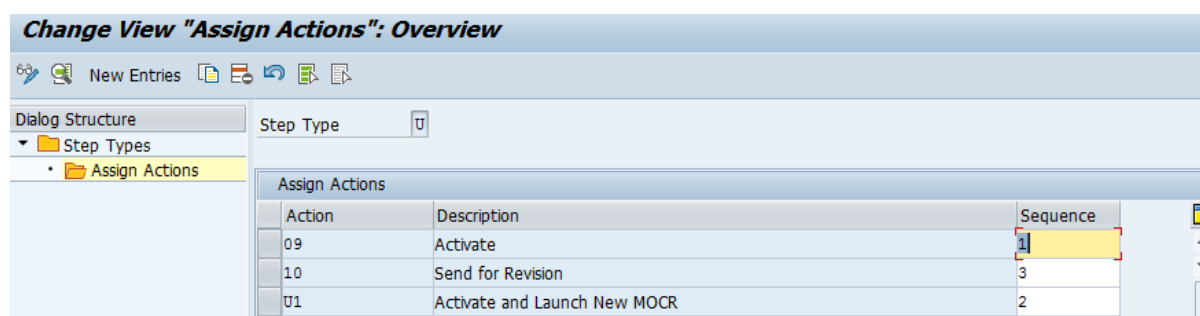 Change View "Assign Actions": Overview
New Entries
Dialog Structure
Step Types
Assign Actions
Step Type U
Assign Actions
Action Description Sequence
09 Activate 1
10 Send for Revision 3
U1 Activate and Launch New MOCR 2